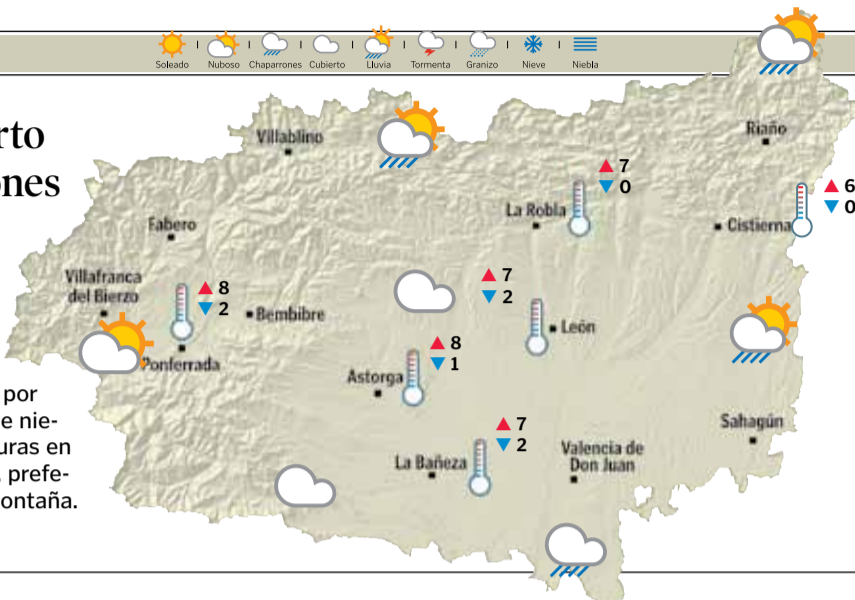 Soleado Nuboso Chaparrones Cubierto Lluvia Tormenta Granizo Nieve Niebla
rto
nes
por
e nie-
uras en
, prefe-
ontaña.
Villablino
Riaño
7
0
La Robla
6
0
Cistierna
Fabero
Villafranca
del Bierzo
8
2
Bembibre
Ponferrada
7
2
León
8
1
Astorga
7
2
La Bañeza
Valencia de
Don Juan
Sahagún